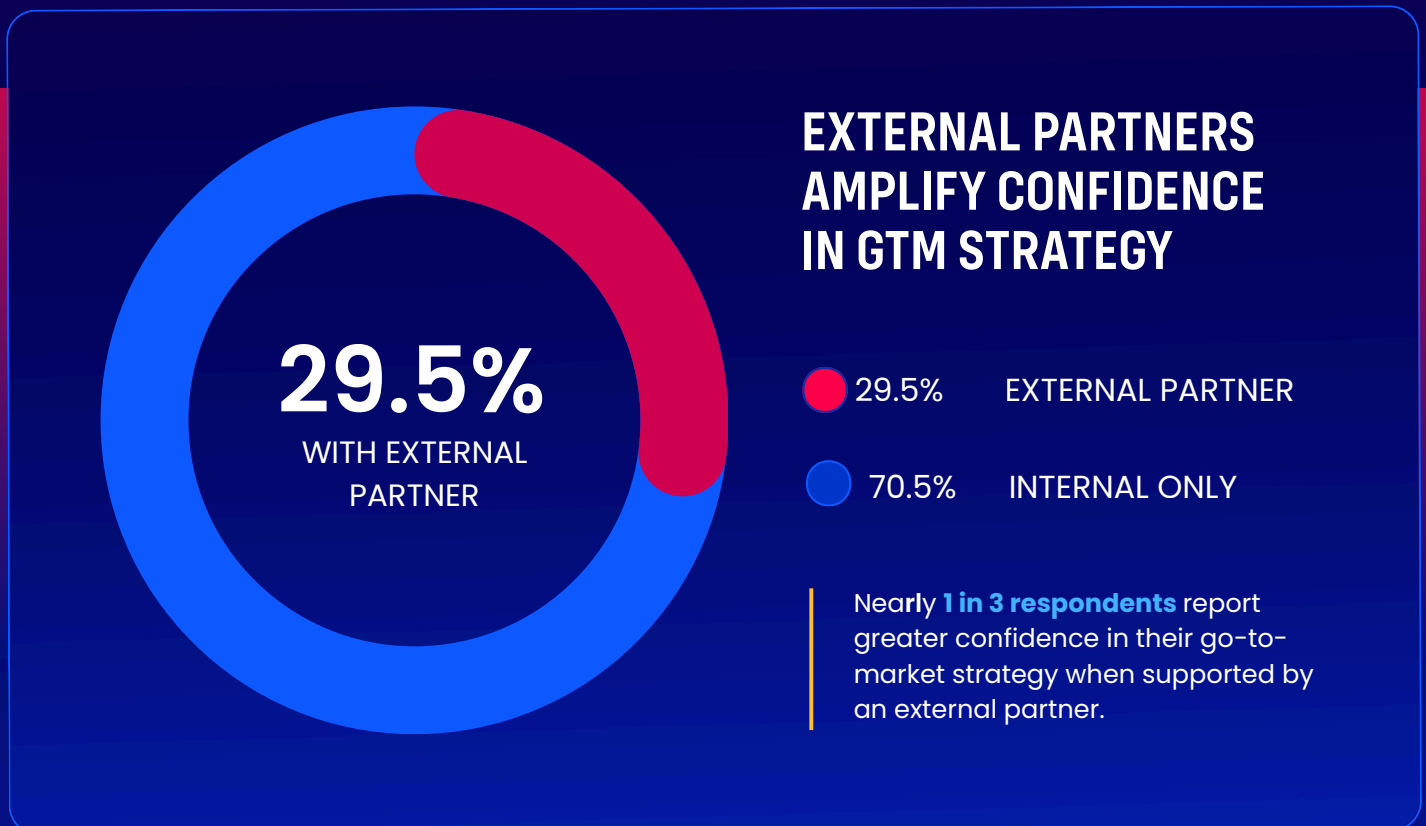 EXTERNAL PARTNERS
AMPLIFY CONFIDENCE
IN GTM STRATEGY
29.5%
WITH EXTERNAL
PARTNER
29.5% EXTERNAL PARTNER
70.5% INTERNAL ONLY
Nearly 1 in 3 respondents report
greater confidence in their go-to-
market strategy when supported by
an external partner.